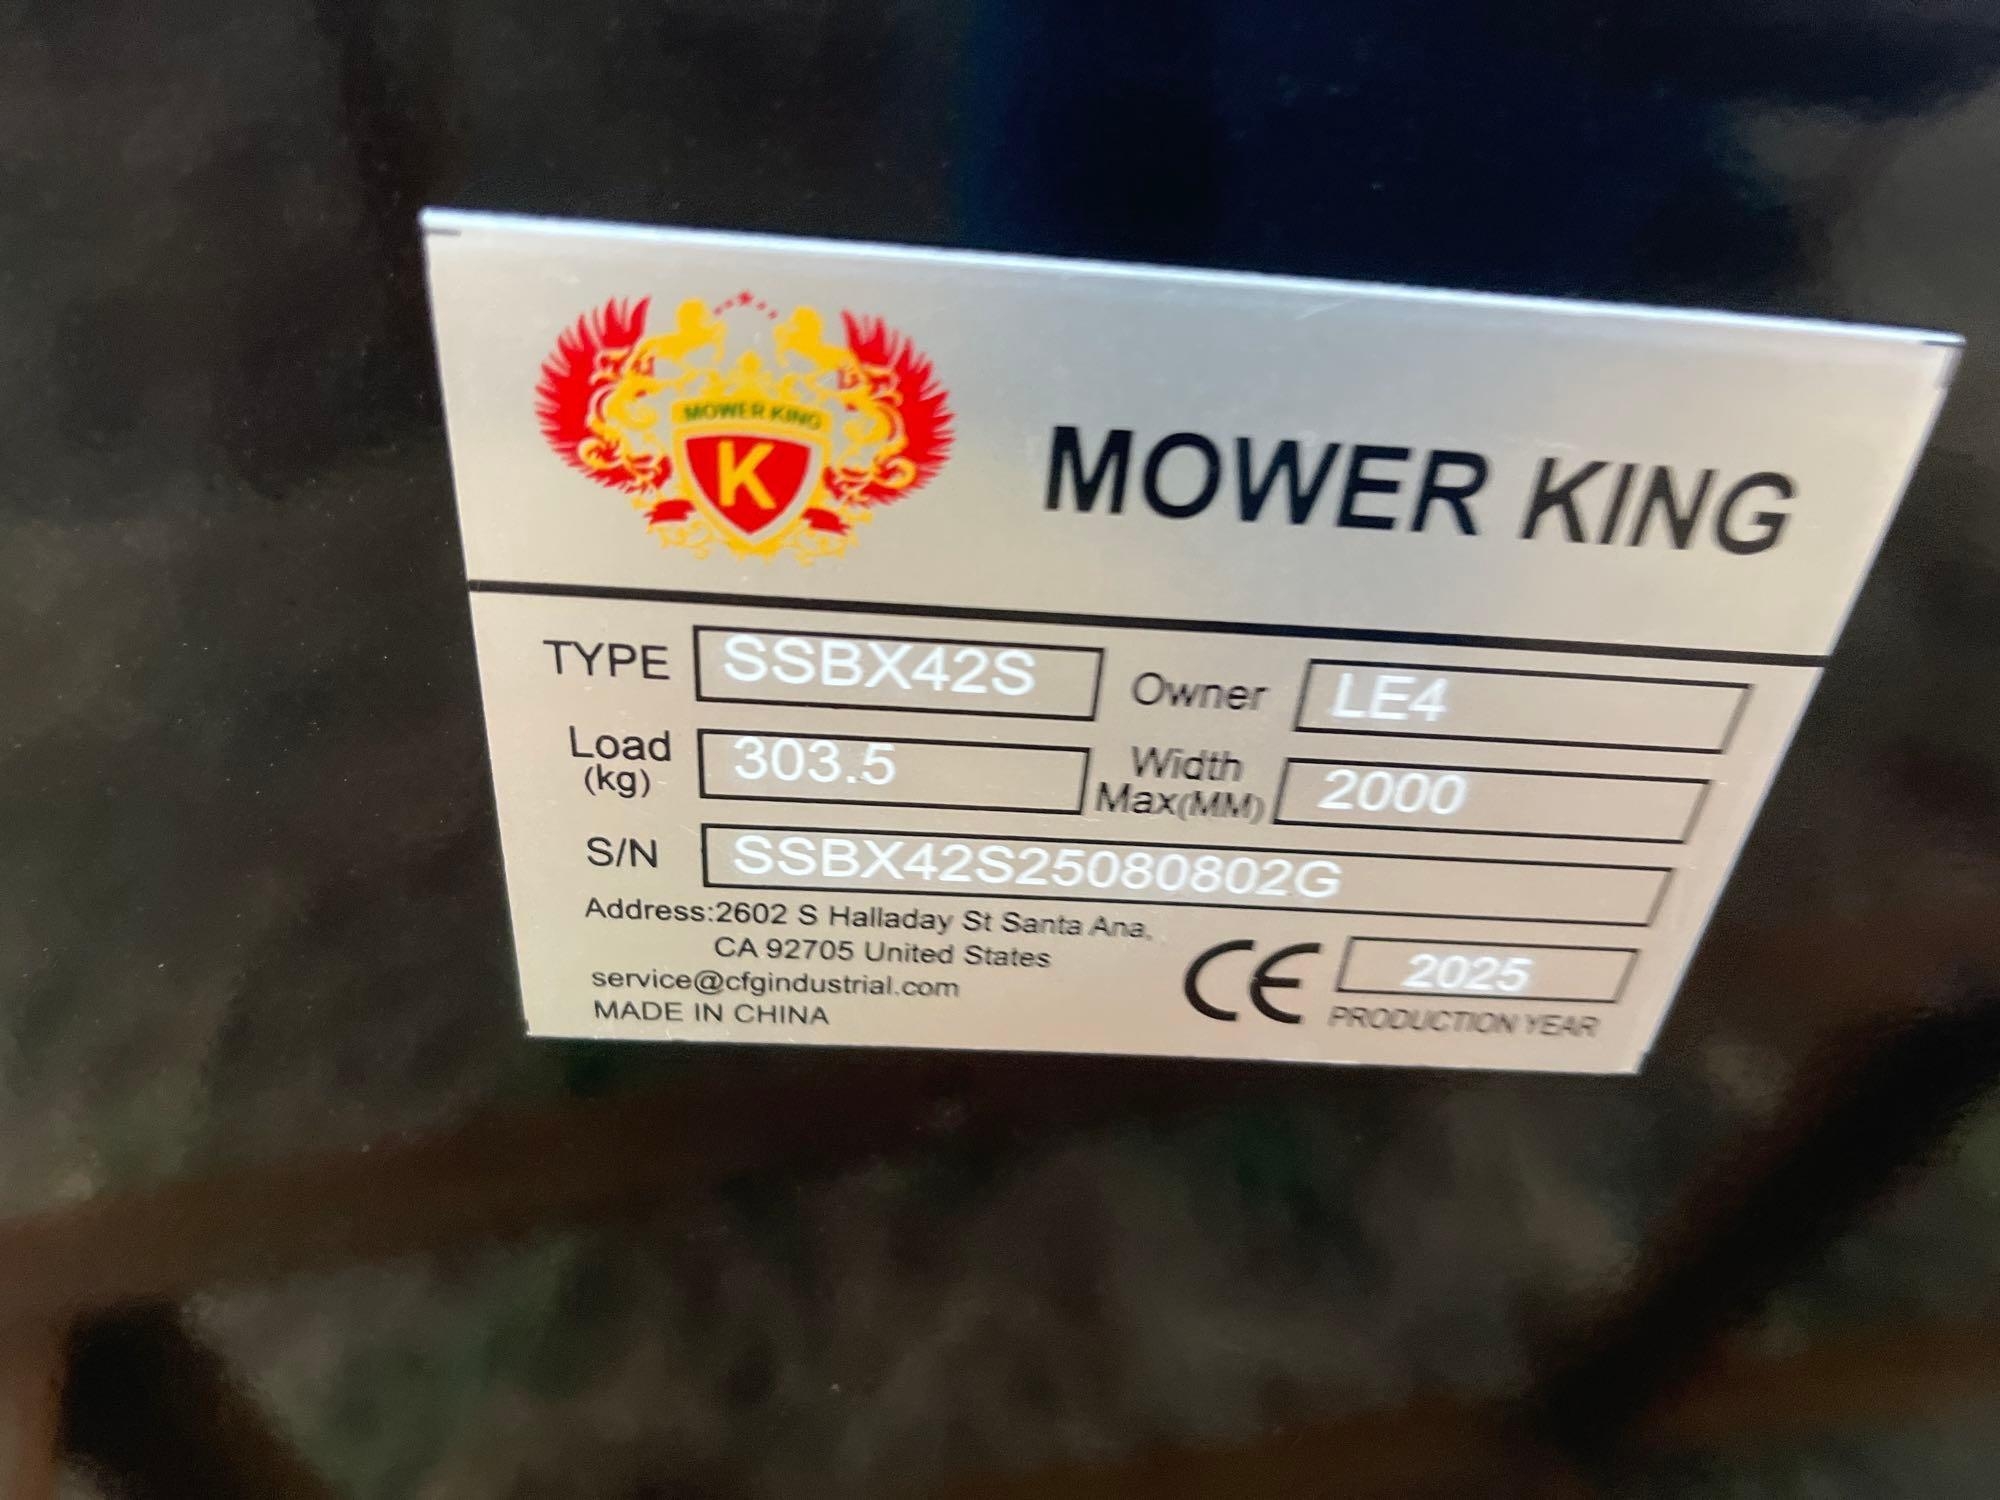 MOWER KING
K
MOWER KING
TYPE SSBX42S Owner LE4
Load (kg) 303.5 Width Max(MM) 2000
S/N SSBX42S25080802G
Address:2602 S Halladay St Santa Ana,
CA 92705 United States
service@cfgindustrial.com
MADE IN CHINA
CE 2025
PRODUCTION YEAR